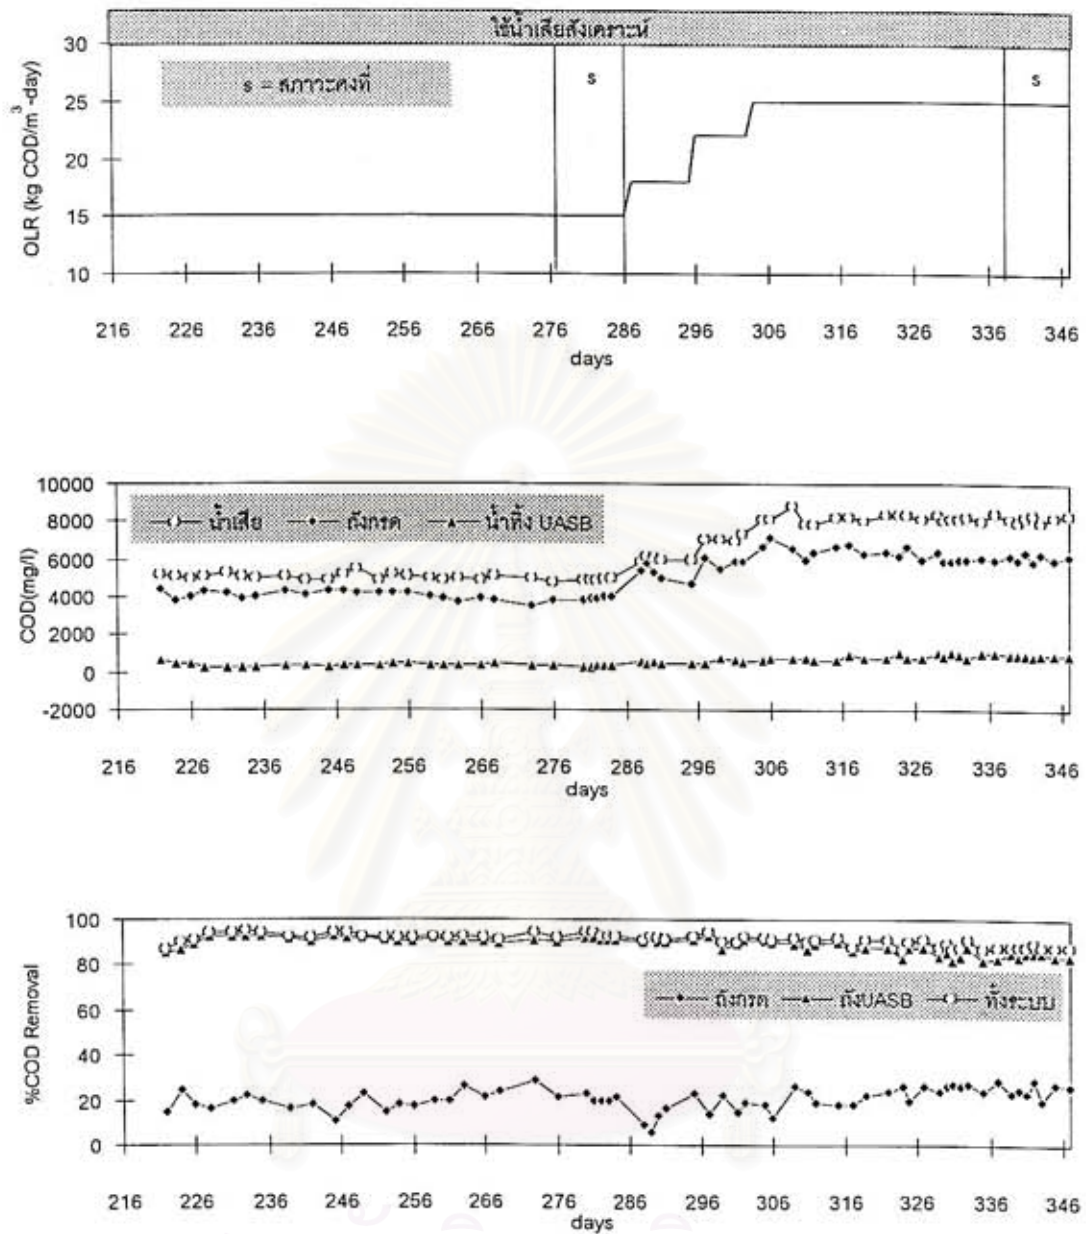 ใช้น้ำเสียสังเคราะห์
s = สภาวะคงที่
s
s
OLR (kg COD/m³-day)
30
25
20
15
10
216 226 236 246 256 266 276 286 296 306 316 326 336 346
days
COD(mg/l)
10000
8000
6000
4000
2000
0
-2000
น้ำเสีย ถังกรด น้ำทิ้ง UASB
216 226 236 246 256 266 276 286 296 306 316 326 336 346
days
%COD Removal
100
80
60
40
20
0
ถังกรด ถังUASB ทั้งระบบ
216 226 236 246 256 266 276 286 296 306 316 326 336 346
days